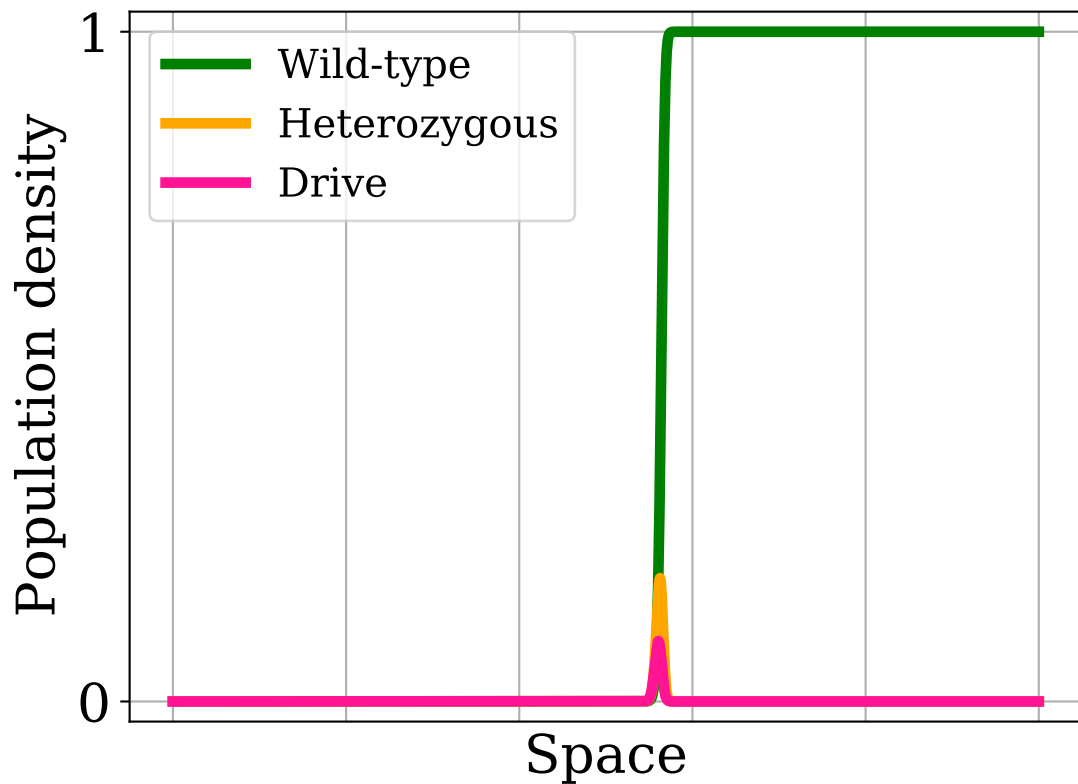 1
Wild-type
Heterozygous
Drive
Population density
0
Space